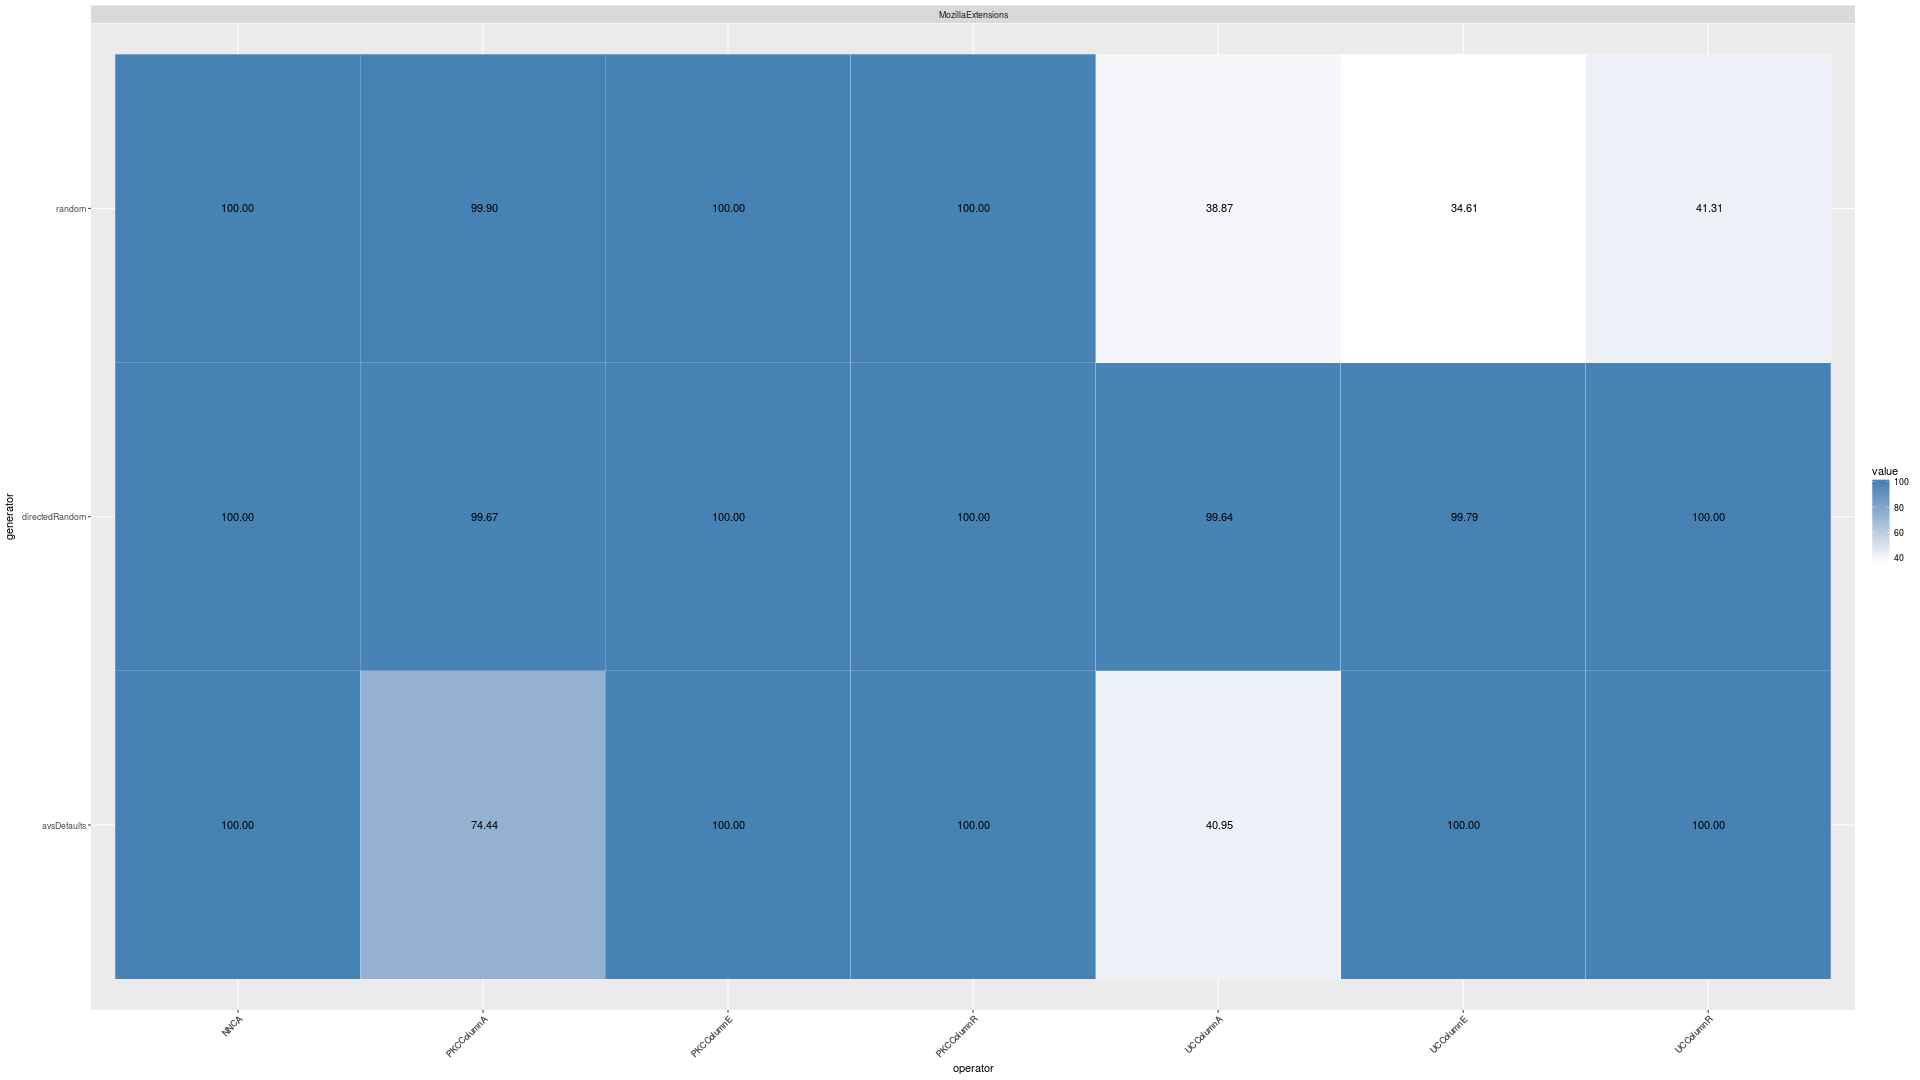 MozillaExtensions
random
100.00 99.90 100.00 100.00 38.87 34.61 41.31
directedRandom
100.00 99.67 100.00 100.00 99.64 99.79 100.00
avsDefaults
100.00 74.44 100.00 100.00 40.95 100.00 100.00
generator
NNCA PKCColumnA PKCColumnE PKCColumnR UCColumnA UCColumnE UCColumnR
operator
value
100
80
60
40